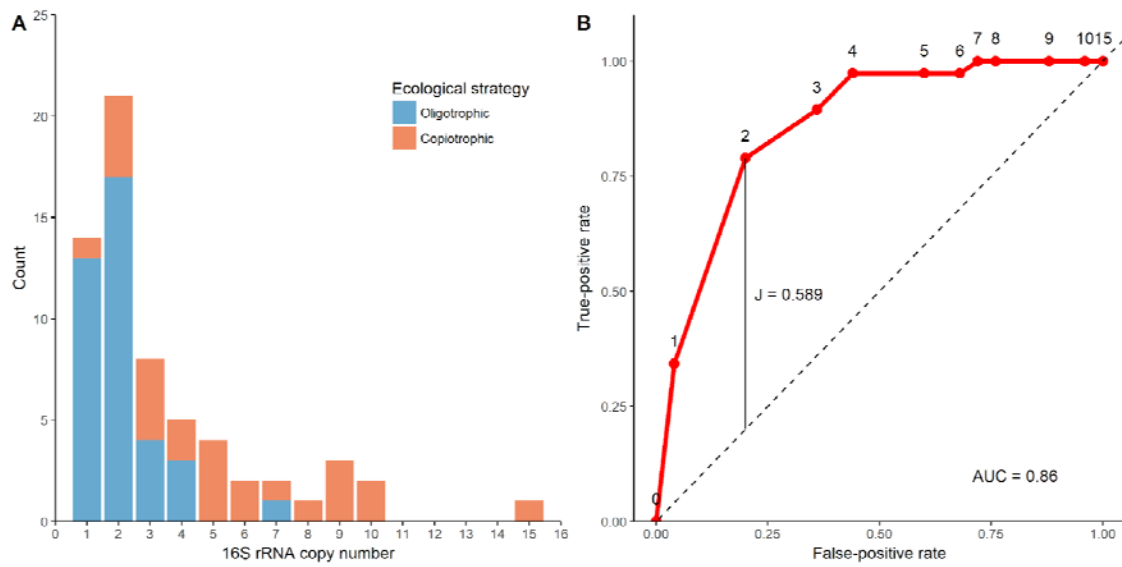 A
25
20
15
10
5
0
Count
Ecological strategy
Oligotrophic
Copiotrophic
1 2 3 4 5 6 7 8 9 10 11 12 13 14 15 16
16S rRNA copy number
B
1.00
0.75
0.50
0.25
0.00
True-positive rate
0
1
2
3
4
5
6
7
8
9
10 15
J = 0.589
AUC = 0.86
0.00 0.25 0.50 0.75 1.00
False-positive rate